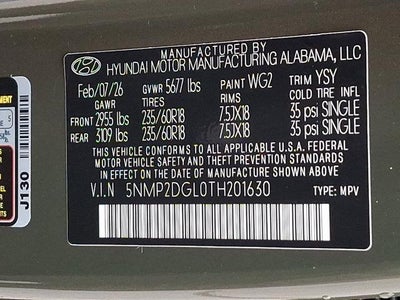 MANUFACTURED BY
HYUNDAI MOTOR MANUFACTURING ALABAMA, LLC
Feb/07/26 GVWR 5677 lbs PAINT WG2 TRIM YSY
GAWR TIRES RIMS COLD TIRE INFL
FRONT 2955 lbs 235/60R18 7.5JX18 35 psi SINGLE
REAR 3109 lbs 235/60R18 7.5JX18 35 psi SINGLE
THIS VEHICLE CONFORMS TO ALL APPLICABLE U.S.A. FEDERAL
MOTOR VEHICLE SAFETY, BUMPER, AND THEFT PREVENTION STANDARDS
IN EFFECT ON THE DATE OF MANUFACTURE SHOWN ABOVE.
V.I.N 5NMP2DGL0TH201630 TYPE: MPV
J130